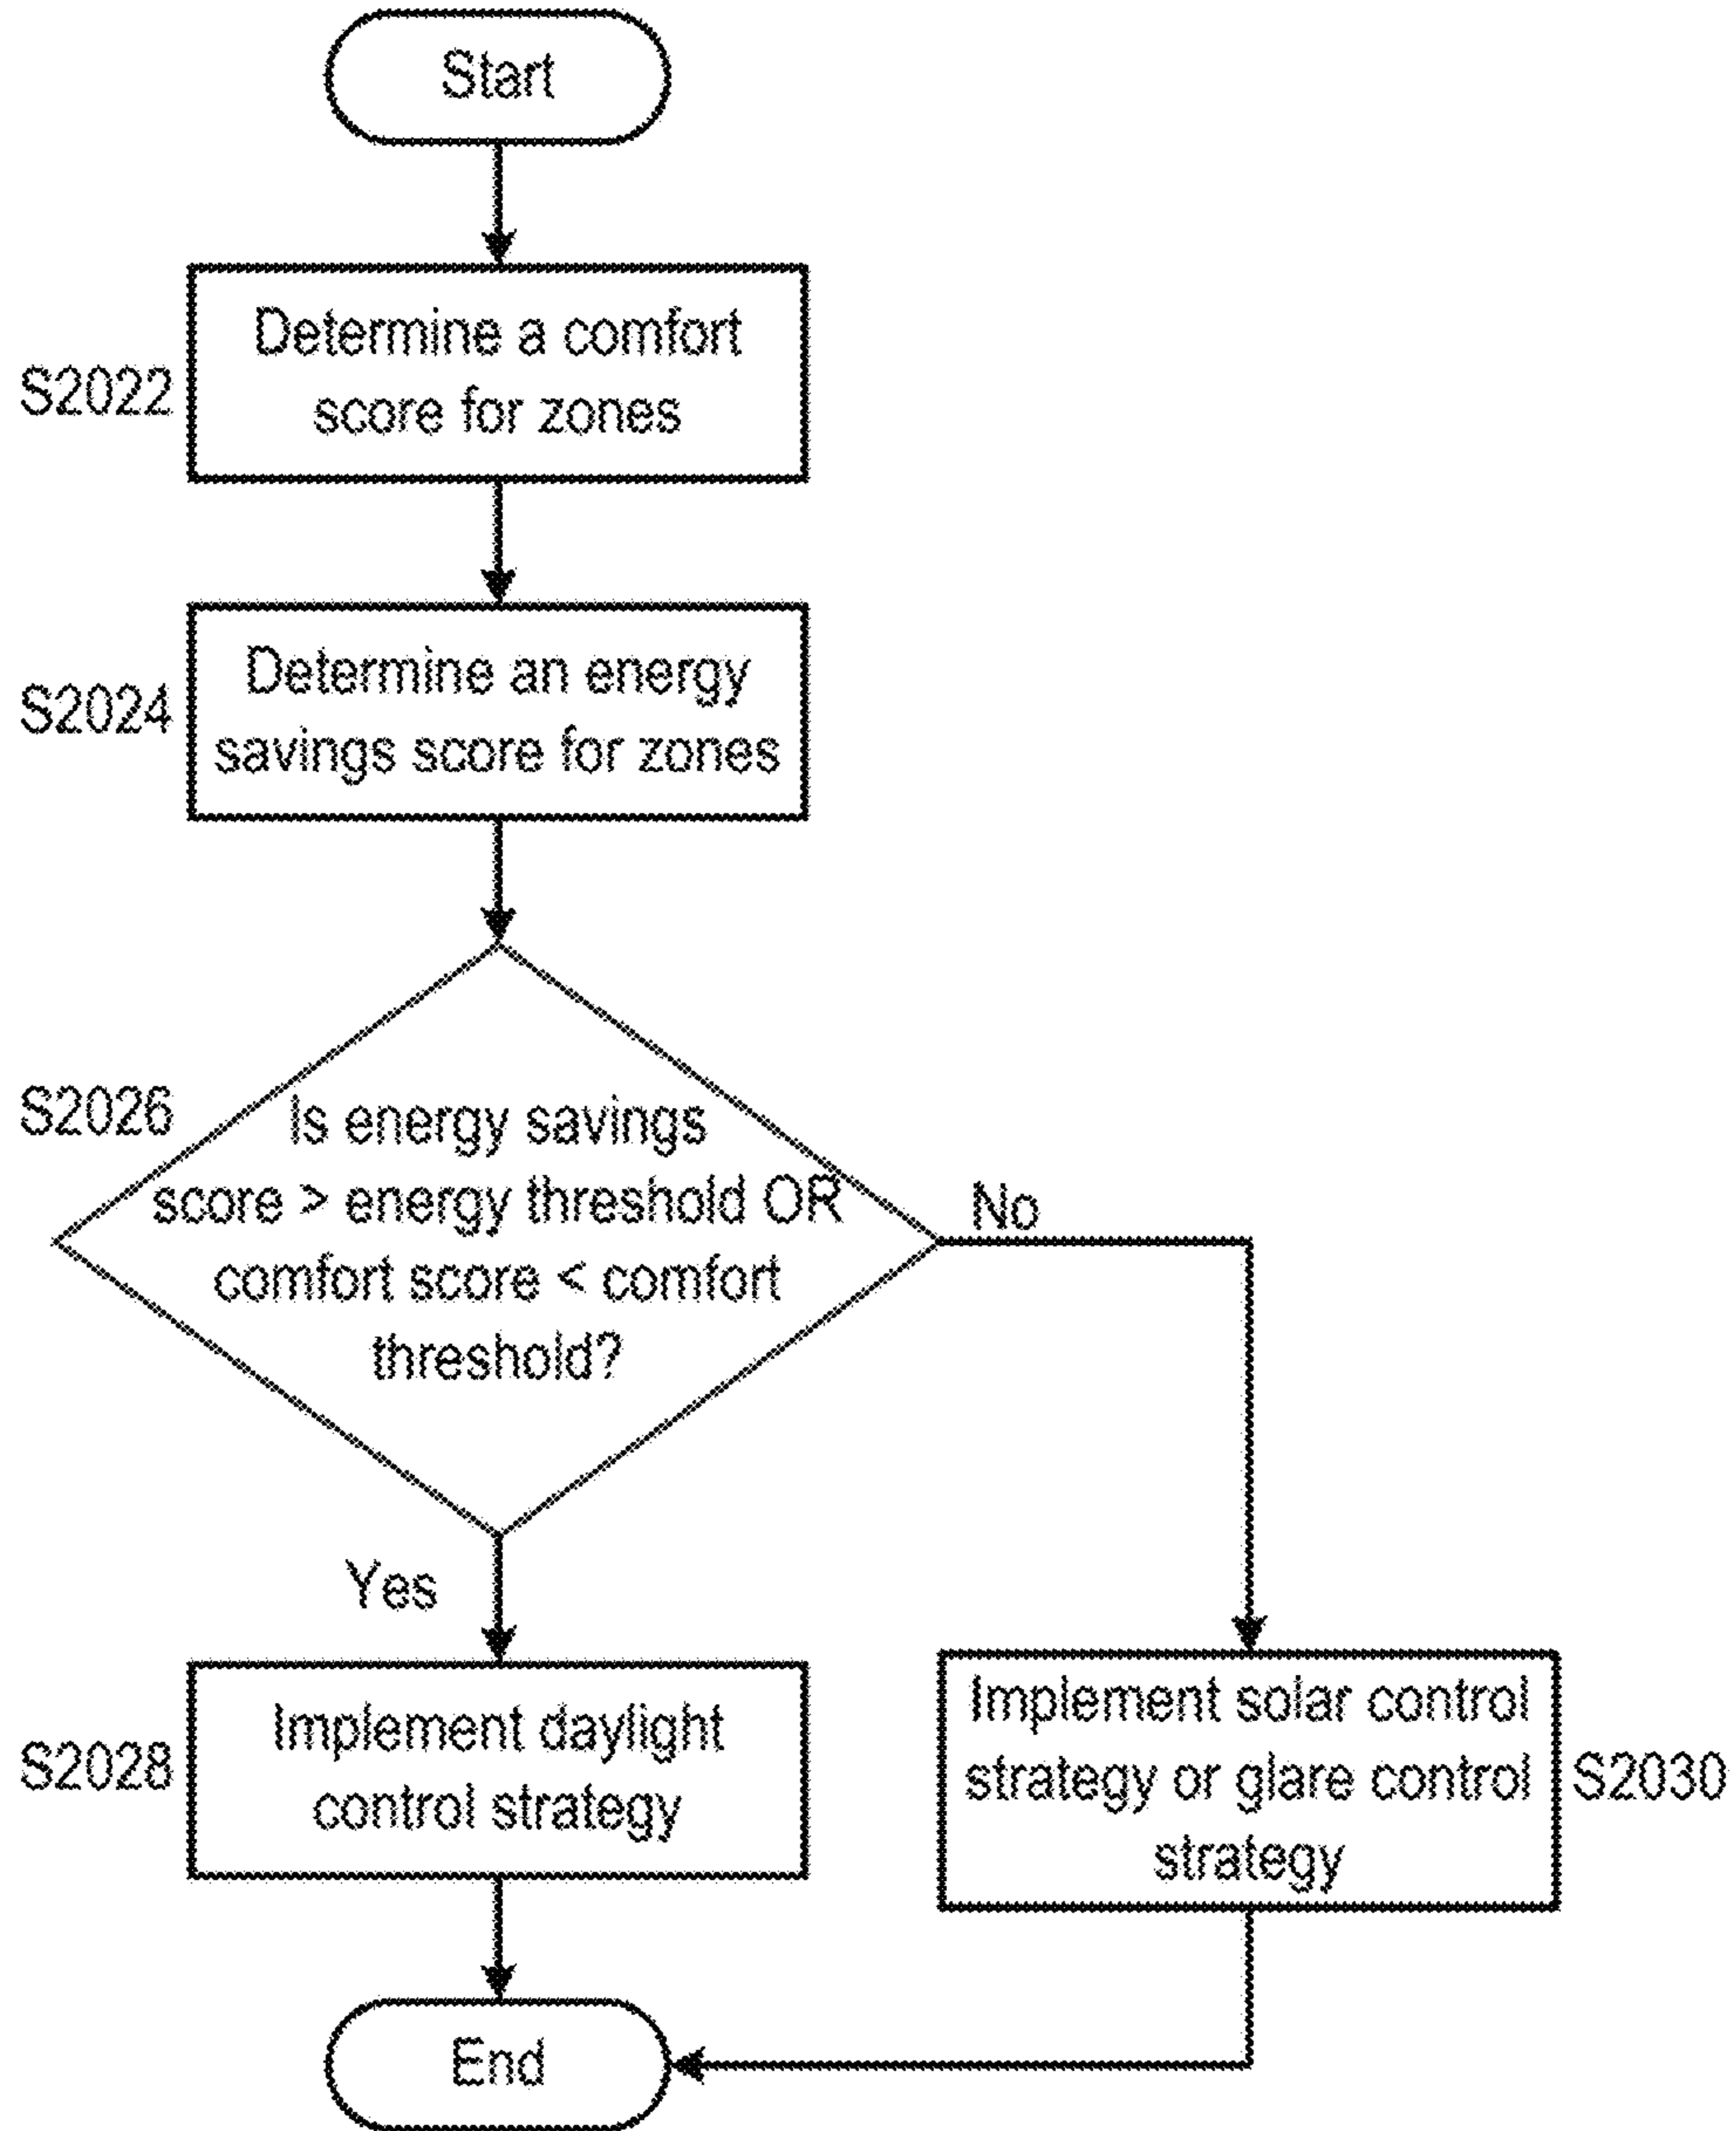 Start
Determine a comfort
score for zones
S2022
Determine an energy
savings score for zones
S2024
S2026
Is energy savings
score > energy threshold OR
comfort score < comfort
threshold?
No
Yes
Implement daylight
control strategy
S2028
Implement solar control
strategy or glare control
strategy
S2030
End